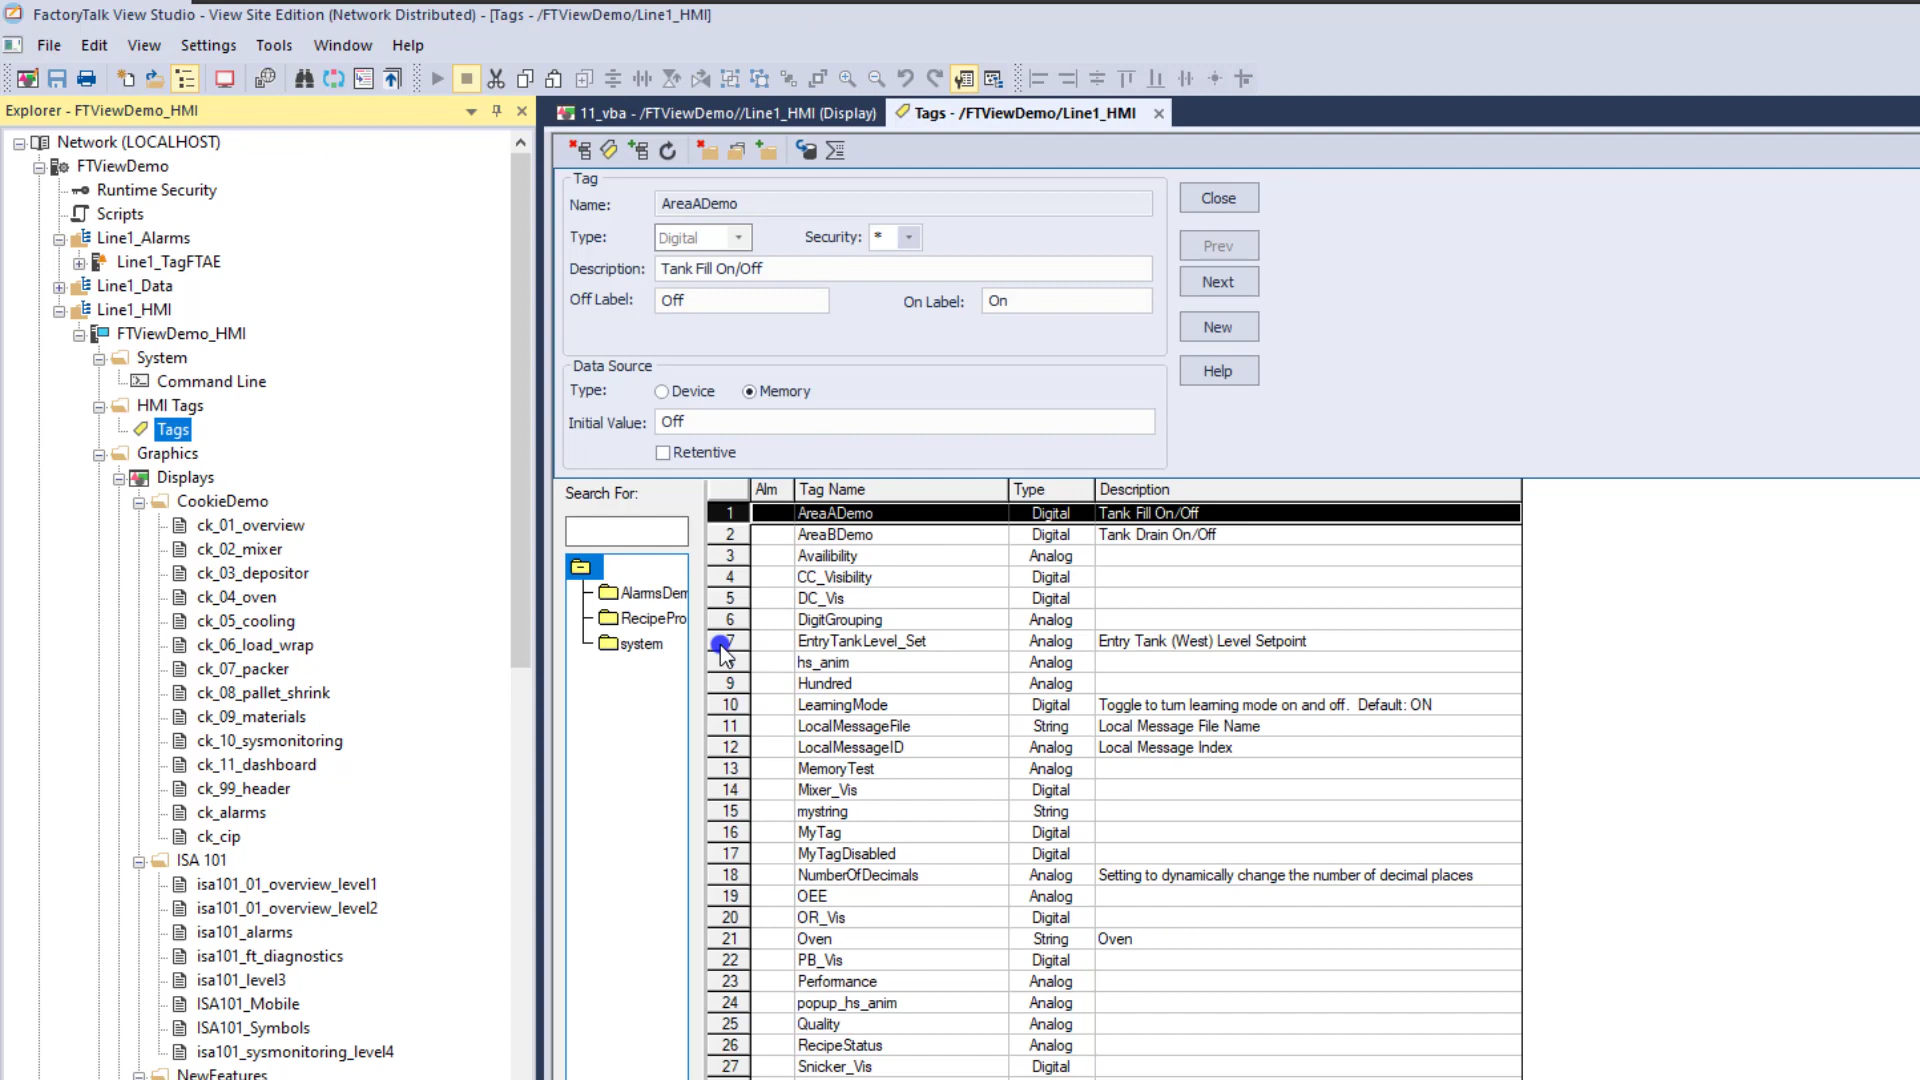 FactoryTalk View Studio - View Site Edition (Network Distributed) - [Tags - /FTViewDemo/Line1_HMI]
File Edit View Settings Tools Window Help
Explorer - FTViewDemo_HMI
Network (LOCALHOST)
FTViewDemo
Runtime Security
Scripts
Line1_Alarms
Line1_TagFTAE
Line1_Data
Line1_HMI
FTViewDemo_HMI
System
Command Line
HMI Tags
Tags
Graphics
Displays
CookieDemo
ck_01_overview
ck_02_mixer
ck_03_depositor
ck_04_oven
ck_05_cooling
ck_06_load_wrap
ck_07_packer
ck_08_pallet_shrink
ck_09_materials
ck_10_sysmonitoring
ck_11_dashboard
ck_99_header
ck_alarms
ck_cip
ISA 101
isa101_01_overview_level1
isa101_01_overview_level2
isa101_alarms
isa101_ft_diagnostics
isa101_level3
ISA101_Mobile
ISA101_Symbols
isa101_sysmonitoring_level4
NewFeatures
11_vba - /FTViewDemo//Line1_HMI (Display)
Tags - /FTViewDemo/Line1_HMI
Tag
Name: AreaADemo
Type: Digital Security: *
Description: Tank Fill On/Off
Off Label: Off On Label: On
Data Source
Type: Device Memory
Initial Value: Off
Retentive
Close
Prev
Next
New
Help
Search For:
AlarmsDem
RecipePro
system
Alm Tag Name Type Description
1 AreaADemo Digital Tank Fill On/Off
2 AreaBDemo Digital Tank Drain On/Off
3 Availibility Analog
4 CC_Visibility Digital
5 DC_Vis Digital
6 DigitGrouping Analog
7 EntryTankLevel_Set Analog Entry Tank (West) Level Setpoint
8 hs_anim Analog
9 Hundred Analog
10 LearningMode Digital Toggle to turn learning mode on and off. Default: ON
11 LocalMessageFile String Local Message File Name
12 LocalMessageID Analog Local Message Index
13 MemoryTest Analog
14 Mixer_Vis Digital
15 mystring String
16 MyTag Digital
17 MyTagDisabled Digital
18 NumberOfDecimals Analog Setting to dynamically change the number of decimal places
19 OEE Analog
20 OR_Vis Digital
21 Oven String Oven
22 PB_Vis Digital
23 Performance Analog
24 popup_hs_anim Analog
25 Quality Analog
26 RecipeStatus Analog
27 Snicker_Vis Digital